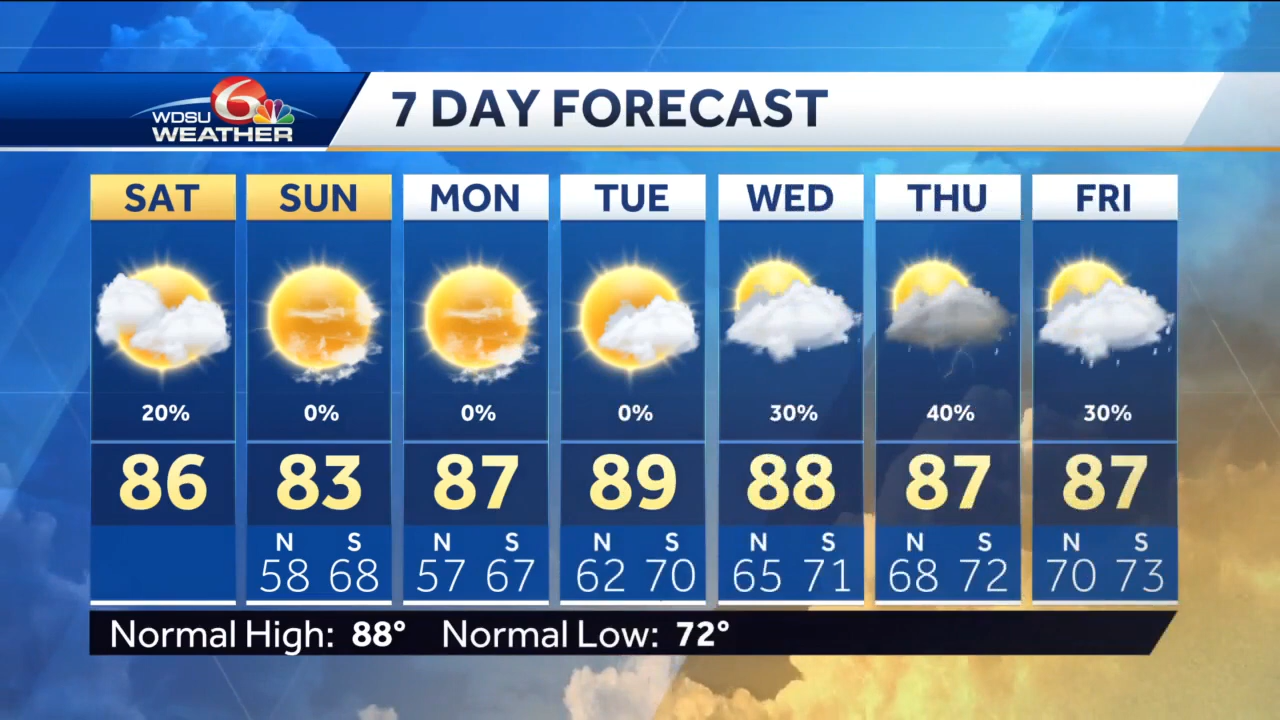 WDSU 6
WEATHER
7 DAY FORECAST
SAT SUN MON TUE WED THU FRI
20% 0% 0% 0% 30% 40% 30%
86 83 87 89 88 87 87
N S N S N S N S N S N S
58 68 57 67 62 70 65 71 68 72 70 73
Normal High: 88° Normal Low: 72°